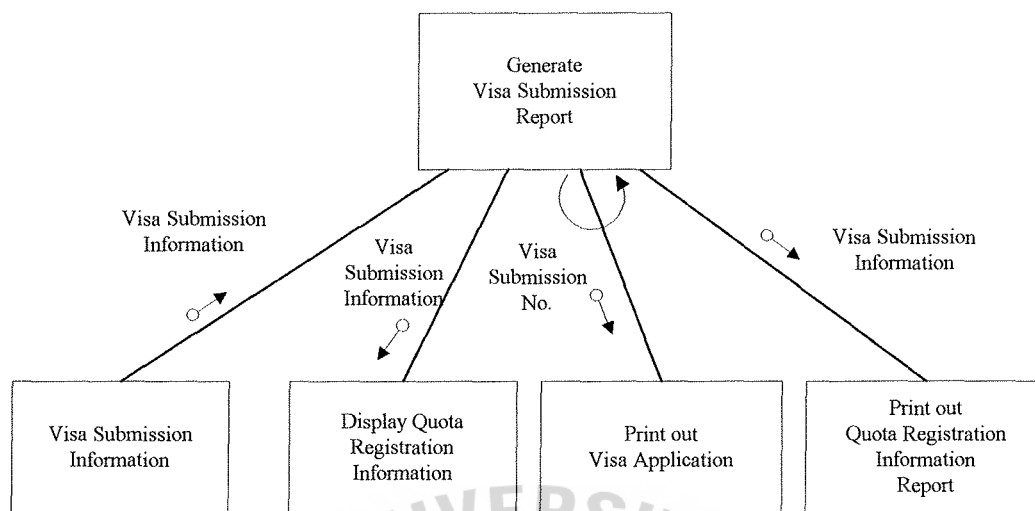 Generate
Visa Submission
Report
Visa Submission
Information
Visa
Submission
Information
Visa
Submission
No.
Visa Submission
Information
Visa Submission
Information
Display Quota
Registration
Information
Print out
Visa Application
Print out
Quota Registration
Information
Report